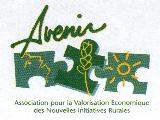 Avenir
Association pour la Valorisation Economique
des Nouvelles Initiatives Rurales